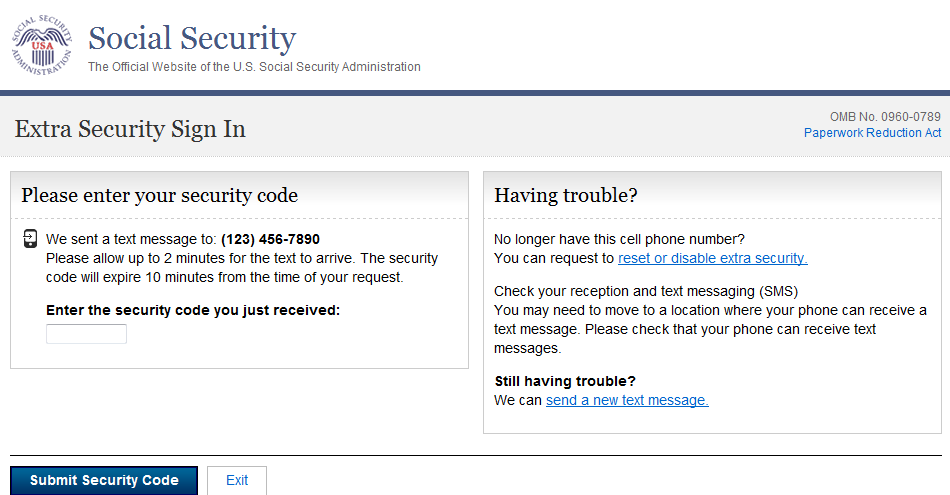 SOCIAL SECURITY ADMINISTRATION
USA
Social Security
The Official Website of the U.S. Social Security Administration
Extra Security Sign In
OMB No. 0960-0789
Paperwork Reduction Act
Please enter your security code
We sent a text message to: (123) 456-7890
Please allow up to 2 minutes for the text to arrive. The security
code will expire 10 minutes from the time of your request.
Enter the security code you just received:
Having trouble?
No longer have this cell phone number?
You can request to reset or disable extra security.
Check your reception and text messaging (SMS)
You may need to move to a location where your phone can receive a
text message. Please check that your phone can receive text
messages.
Still having trouble?
We can send a new text message.
Submit Security Code
Exit